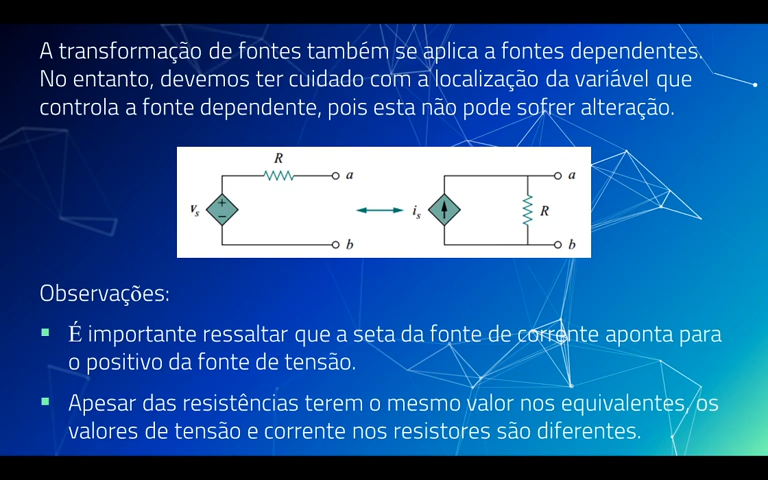 A transformação de fontes também se aplica a fontes dependentes.
No entanto, devemos ter cuidado com a localização da variável que
controla a fonte dependente, pois esta não pode sofrer alteração.
R
a
a
vs
+
−
is
R
b
b
Observações:
▪ É importante ressaltar que a seta da fonte de corrente aponta para
o positivo da fonte de tensão.
▪ Apesar das resistências terem o mesmo valor nos equivalentes, os
valores de tensão e corrente nos resistores são diferentes.